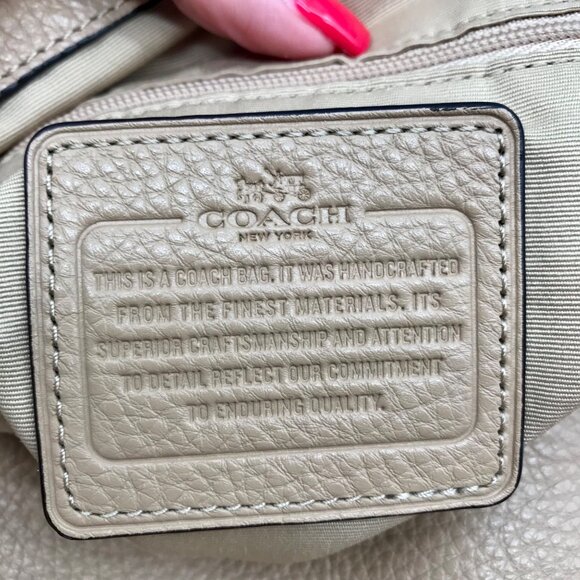 COACH
NEW YORK
THIS IS A COACH BAG. IT WAS HANDCRAFTED
FROM THE FINEST MATERIALS. ITS
SUPERIOR CRAFTSMANSHIP AND ATTENTION
TO DETAIL REFLECT OUR COMMITMENT
TO ENDURING QUALITY.